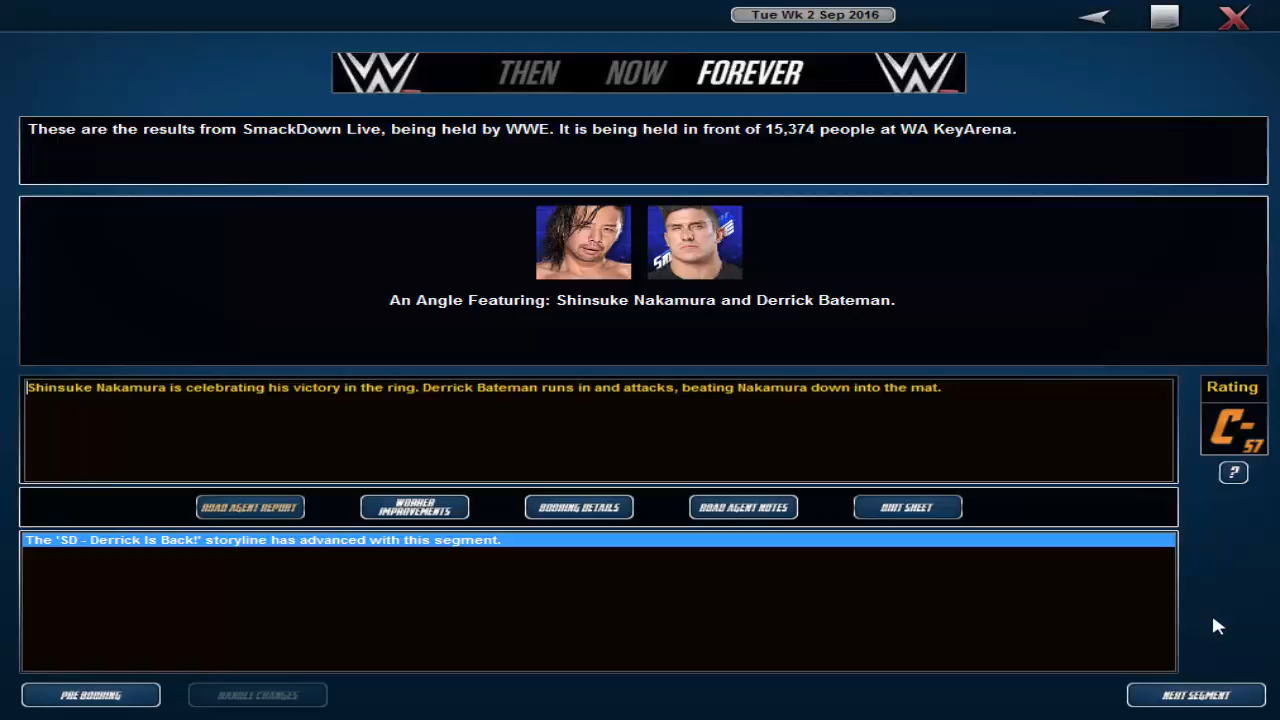 Tue Wk 2 Sep 2016
THEN NOW FOREVER
These are the results from SmackDown Live, being held by WWE. It is being held in front of 15,374 people at WA KeyArena.
An Angle Featuring: Shinsuke Nakamura and Derrick Bateman.
Shinsuke Nakamura is celebrating his victory in the ring. Derrick Bateman runs in and attacks, beating Nakamura down into the mat.
Rating
C-
57
?
ROAD AGENT REPORT
WORKER IMPROVEMENTS
BOOKING DETAILS
ROAD AGENT NOTES
DIRT SHEET
The 'SD - Derrick Is Back!' storyline has advanced with this segment.
PRE BOOKING
HANDLE CHANGES
NEXT SEGMENT